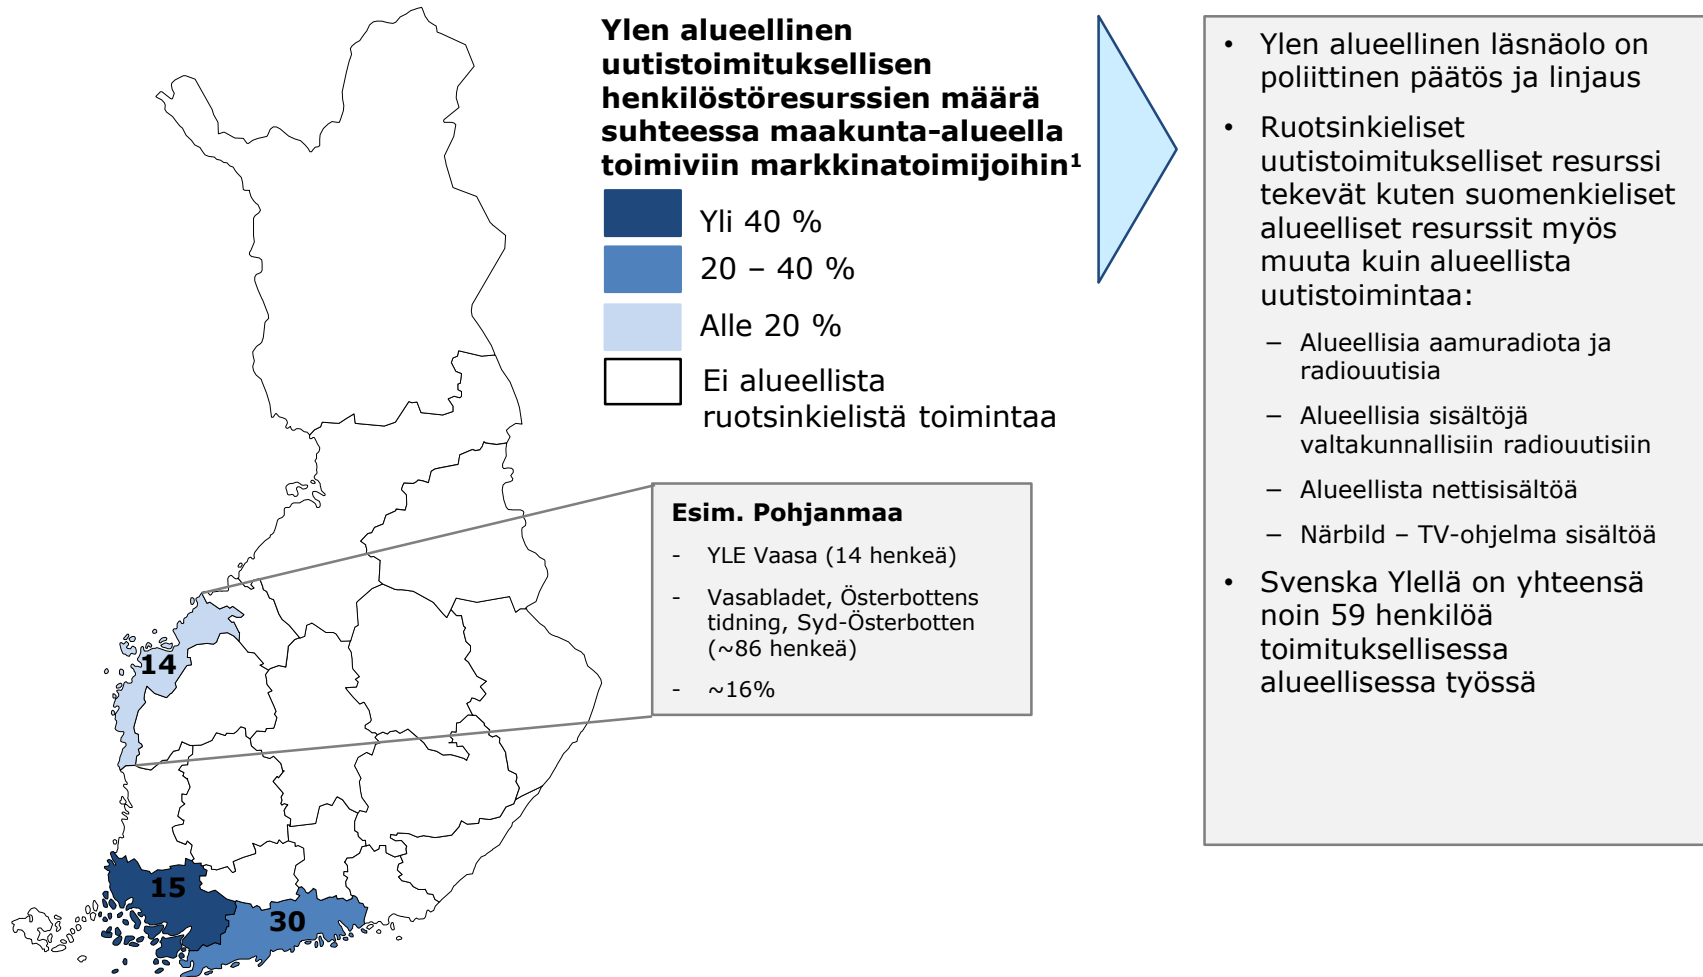 Ylen alueellinen
uutistoimituksellisen
henkilöstöresurssien määrä
suhteessa maakunta-alueella
toimiviin markkinatoimijoihin¹
Yli 40 %
20 – 40 %
Alle 20 %
Ei alueellista
ruotsinkielistä toimintaa
Esim. Pohjanmaa
- YLE Vaasa (14 henkeä)
- Vasabladet, Österbottens
tidning, Syd-Österbotten
(~86 henkeä)
- ~16%
14
15
30
• Ylen alueellinen läsnäolo on
poliittinen päätös ja linjaus
• Ruotsinkieliset
uutistoimitukselliset resurssi
tekevät kuten suomenkieliset
alueelliset resurssit myös
muuta kuin alueellista
uutistoimintaa:
– Alueellisia aamuradiota ja
radiouutisia
– Alueellisia sisältöjä
valtakunnallisiin radiouutisiin
– Alueellista nettisisältöä
– Närbild – TV-ohjelma sisältöä
• Svenska Ylellä on yhteensä
noin 59 henkilöä
toimituksellisessa
alueellisessa työssä